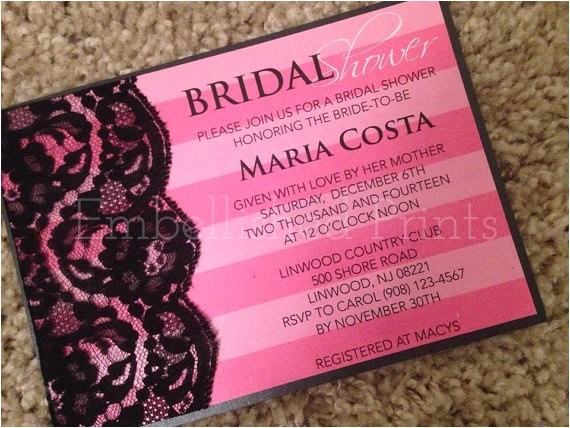 BRIDAL Shower
PLEASE JOIN US FOR A BRIDAL SHOWER
HONORING THE BRIDE-TO-BE
MARIA COSTA
GIVEN WITH LOVE BY HER MOTHER
SATURDAY, DECEMBER 6TH
TWO THOUSAND AND FOURTEEN
AT 12 O'CLOCK NOON
Embellished Prints
LINWOOD COUNTRY CLUB
500 SHORE ROAD
LINWOOD, NJ 08221
RSVP TO CAROL (908) 123-4567
BY NOVEMBER 30TH
REGISTERED AT MACYS